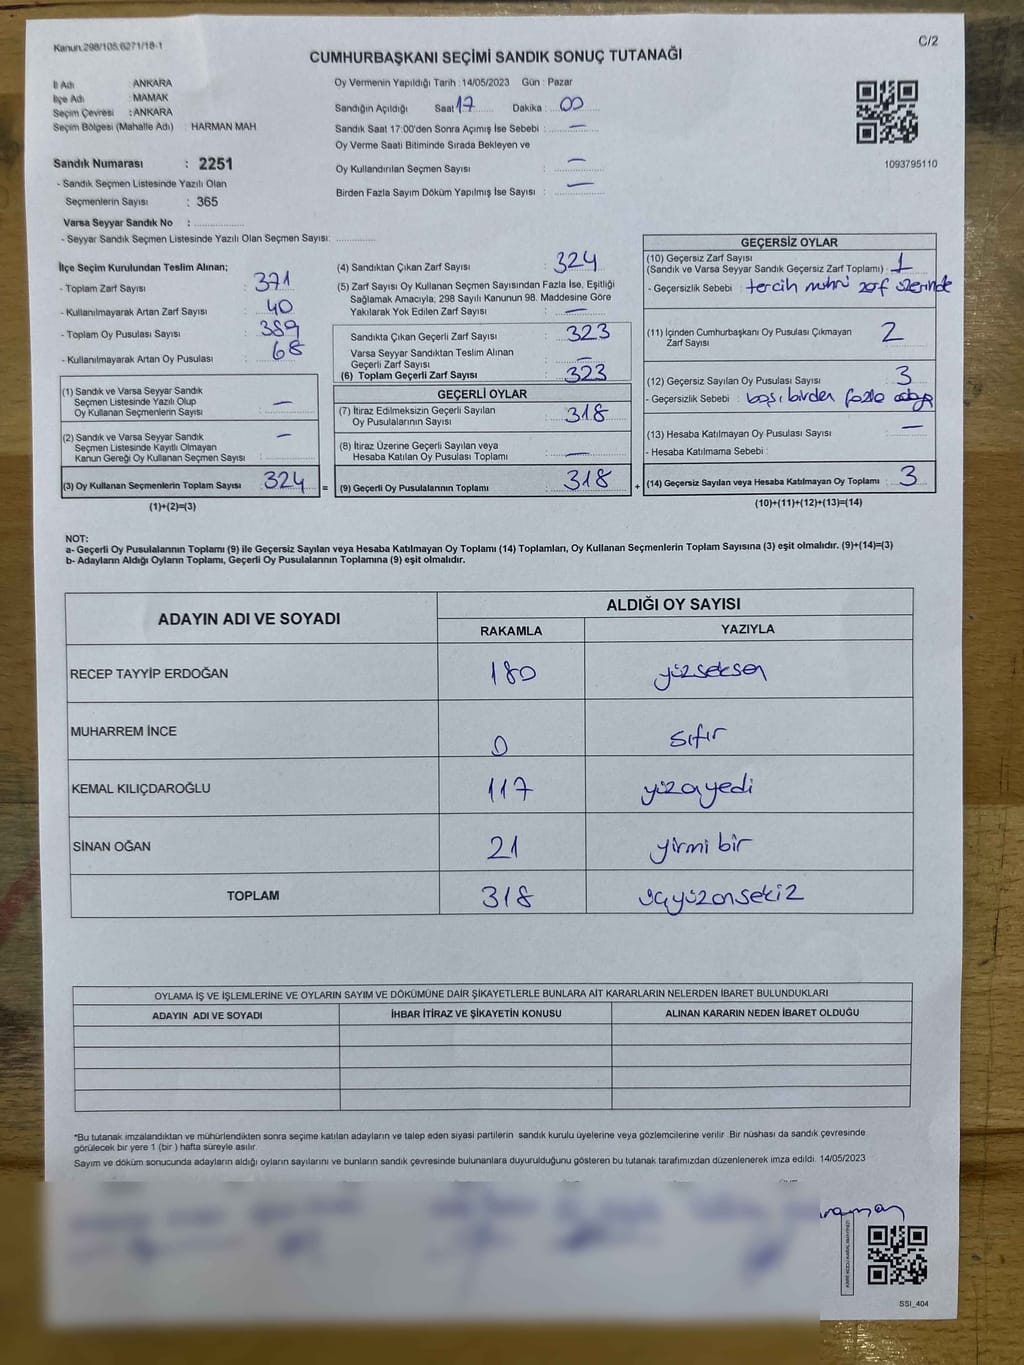 Kanun:298/105,6271/18-1
C/2
CUMHURBAŞKANI SEÇİMİ SANDIK SONUÇ TUTANAĞI
İl Adı : ANKARA
İlçe Adı : MAMAK
Seçim Çevresi : ANKARA
Seçim Bölgesi (Mahalle Adı) : HARMAN MAH
Sandık Numarası : 2251
- Sandık Seçmen Listesinde Yazılı Olan
Seçmenlerin Sayısı : 365
Varsa Seyyar Sandık No :
- Seyyar Sandık Seçmen Listesinde Yazılı Olan Seçmen Sayısı:
Oy Vermenin Yapıldığı Tarih : 14/05/2023 Gün : Pazar
Sandığın Açıldığı Saat 17 Dakika : 00
Sandık Saat 17:00'den Sonra Açımış İse Sebebi : —
Oy Verme Saati Bitiminde Sırada Bekleyen ve
Oy Kullandırılan Seçmen Sayısı : —
Birden Fazla Sayım Döküm Yapılmış İse Sayısı : —
1093795110
İlçe Seçim Kurulundan Teslim Alınan;
- Toplam Zarf Sayısı : 371
- Kullanılmayarak Artan Zarf Sayısı : 40
- Toplam Oy Pusulası Sayısı : 389
- Kullanılmayarak Artan Oy Pusulası : 68
(1) Sandık ve Varsa Seyyar Sandık
Seçmen Listesinde Yazılı Olup
Oy Kullanan Seçmenlerin Sayısı : —
(2) Sandık ve Varsa Seyyar Sandık
Seçmen Listesinde Kayıtlı Olmayan
Kanun Gereği Oy Kullanan Seçmen Sayısı : —
(3) Oy Kullanan Seçmenlerin Toplam Sayısı : 324 =
(1)+(2)=(3)
(4) Sandıktan Çıkan Zarf Sayısı : 324
(5) Zarf Sayısı Oy Kullanan Seçmen Sayısından Fazla İse, Eşitliği
Sağlamak Amacıyla, 298 Sayılı Kanunun 98. Maddesine Göre
Yakılarak Yok Edilen Zarf Sayısı : —
Sandıkta Çıkan Geçerli Zarf Sayısı : 323
Varsa Seyyar Sandıktan Teslim Alınan
Geçerli Zarf Sayısı : —
(6) Toplam Geçerli Zarf Sayısı : 323
GEÇERLİ OYLAR
(7) İtiraz Edilmeksizin Geçerli Sayılan
Oy Pusulalarının Sayısı : 318
(8) İtiraz Üzerine Geçerli Sayılan veya
Hesaba Katılan Oy Pusulası Toplamı : —
(9) Geçerli Oy Pusulalarının Toplamı : 318 +
GEÇERSİZ OYLAR
(10) Geçersiz Zarf Sayısı
(Sandık ve Varsa Seyyar Sandık Geçersiz Zarf Toplamı) : 1
- Geçersizlik Sebebi : tercih mührü zarf üzerinde
(11) İçinden Cumhurbaşkanı Oy Pusulası Çıkmayan
Zarf Sayısı : 2
(12) Geçersiz Sayılan Oy Pusulası Sayısı : 3
- Geçersizlik Sebebi : birden fazla adaya
(13) Hesaba Katılmayan Oy Pusulası Sayısı : —
- Hesaba Katılmama Sebebi :
(14) Geçersiz Sayılan veya Hesaba Katılmayan Oy Toplamı : 3
(10)+(11)+(12)+(13)=(14)
NOT:
a- Geçerli Oy Pusulalarının Toplamı (9) ile Geçersiz Sayılan veya Hesaba Katılmayan Oy Toplamı (14) Toplamları, Oy Kullanan Seçmenlerin Toplam Sayısına (3) eşit olmalıdır. (9)+(14)=(3)
b- Adayların Aldığı Oyların Toplamı, Geçerli Oy Pusulalarının Toplamına (9) eşit olmalıdır.
ADAYIN ADI VE SOYADI ALDIĞI OY SAYISI
RAKAMLA YAZIYLA
RECEP TAYYİP ERDOĞAN 180 yüzseksen
MUHARREM İNCE 0 sıfır
KEMAL KILIÇDAROĞLU 117 yüzonyedi
SİNAN OĞAN 21 yirmi bir
TOPLAM 318 üçyüzonsekiz
OYLAMA İŞ VE İŞLEMLERİNE VE OYLARIN SAYIM VE DÖKÜMÜNE DAİR ŞİKAYETLERLE BUNLARA AİT KARARLARIN NELERDEN İBARET BULUNDUKLARI
ADAYIN ADI VE SOYADI İHBAR İTİRAZ VE ŞİKAYETİN KONUSU ALINAN KARARIN NEDEN İBARET OLDUĞU
*Bu tutanak imzalandıktan ve mühürlendikten sonra seçime katılan adayların ve talep eden siyasi partilerin sandık kurulu üyelerine veya gözlemcilerine verilir. Bir nüshası da sandık çevresinde
görülecek bir yere 1 (bir) hafta süreyle asılır.
Sayım ve döküm sonucunda adayların aldığı oyların sayılarını ve bunların sandık çevresinde bulunanlara duyurulduğunu gösteren bu tutanak tarafımızdan düzenlenerek imza edildi. 14/05/2023
SSI_404